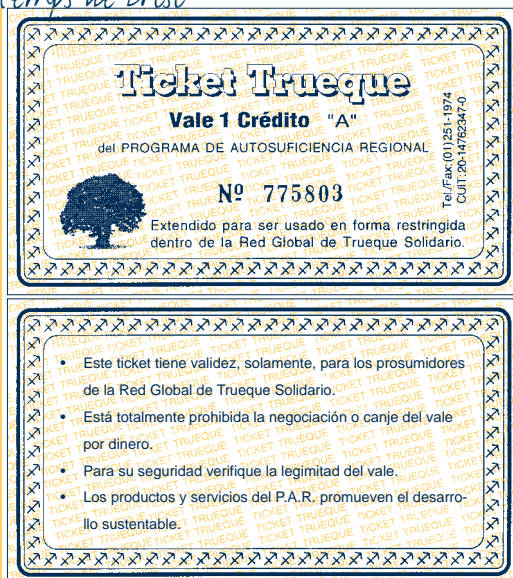 temps de crise
Ticket Trueque
Vale 1 Crédito "A"
del PROGRAMA DE AUTOSUFICIENCIA REGIONAL
Nº 775803
Extendido para ser usado en forma restringida
dentro de la Red Global de Trueque Solidario.
Tel./Fax:(01)251-1974
CUIT:20-14762347-0
• Este ticket tiene validez, solamente, para los prosumidores
de la Red Global de Trueque Solidario.
• Está totalmente prohibida la negociación o canje del vale
por dinero.
• Para su seguridad verifique la legimitad del vale.
• Los productos y servicios del P.A.R. promueven el desarro-
llo sustentable.